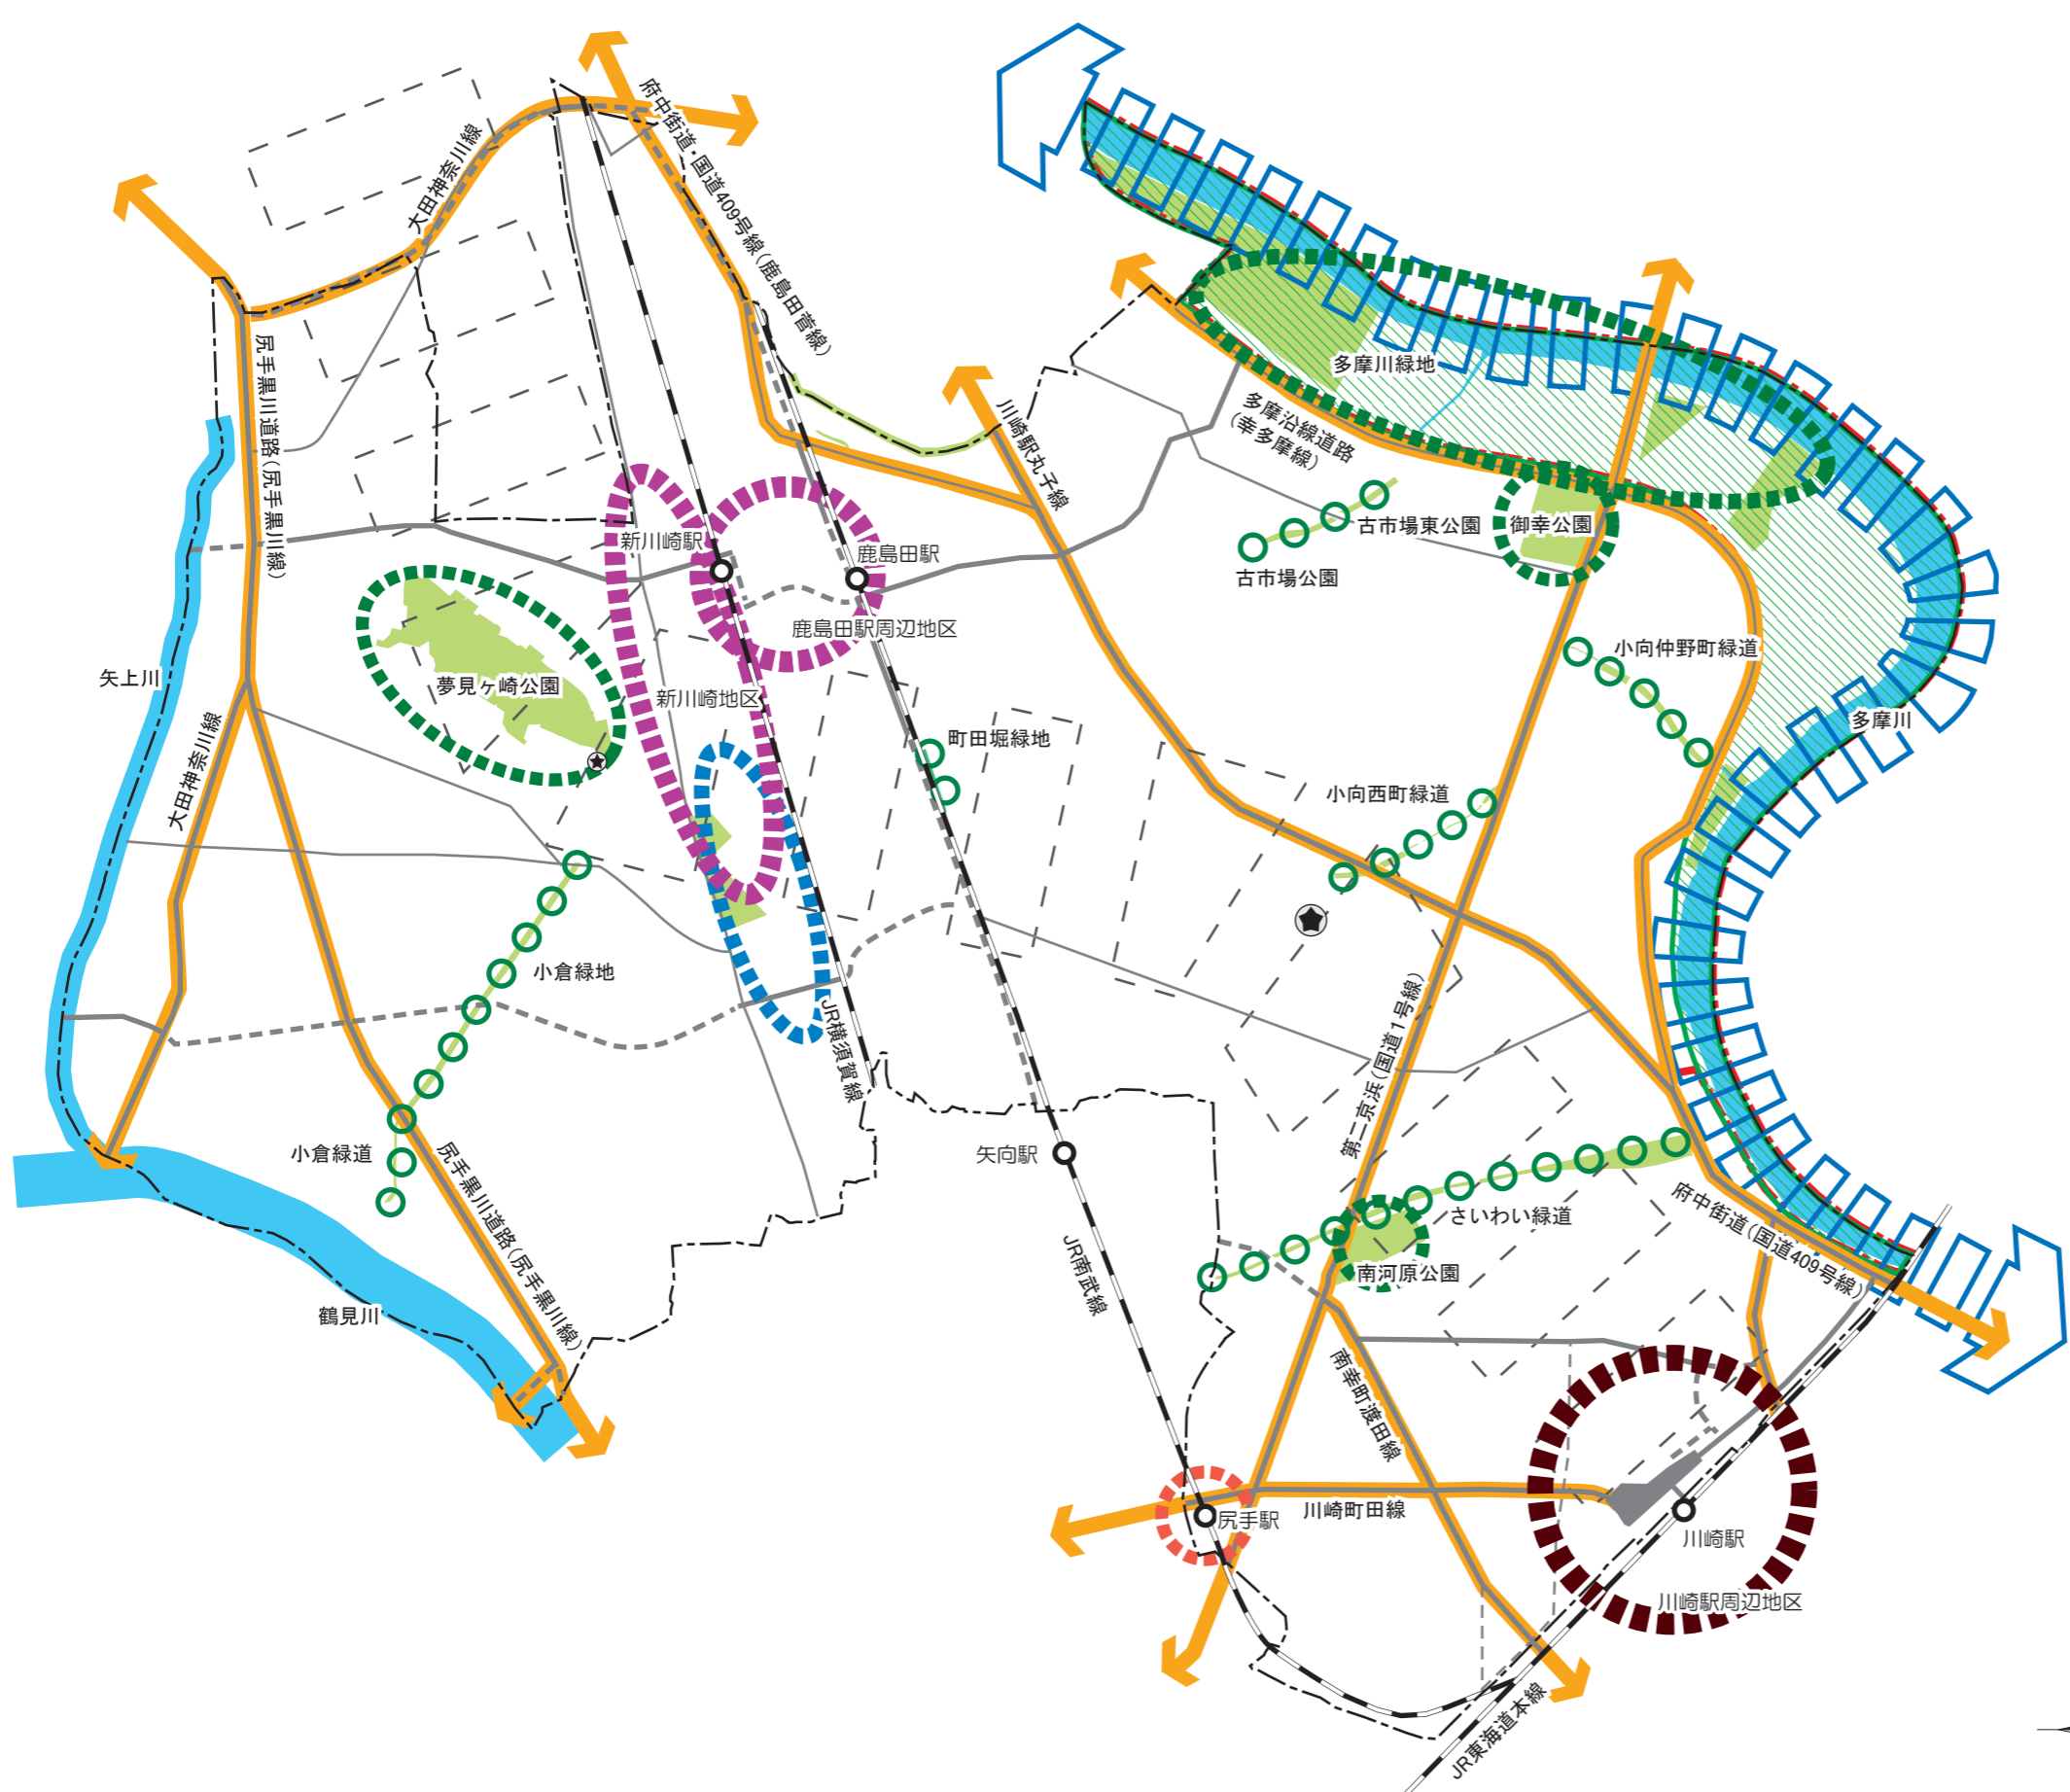 大田神奈川線
府中街道・国道409号線(鹿島田菅線)
尻手黒川道路(尻手黒川線)
多摩川緑地
多摩沿線道路
(幸多摩線)
川崎駅丸子線
古市場東公園
御幸公園
新川崎駅
鹿島田駅
古市場公園
鹿島田駅周辺地区
小向仲野町緑道
矢上川
夢見ヶ崎公園
新川崎地区
多摩川
大田神奈川線
町田堀緑地
小向西町緑道
小倉緑地
JR横須賀線
第二京浜(国道1号線)
小倉緑道
尻手黒川道路(尻手黒川線)
矢向駅
さいわい緑道
府中街道(国道409号線)
南河原公園
JR南武線
鶴見川
南幸町渡田線
尻手駅
川崎町田線
川崎駅
川崎駅周辺地区
JR東海道本線